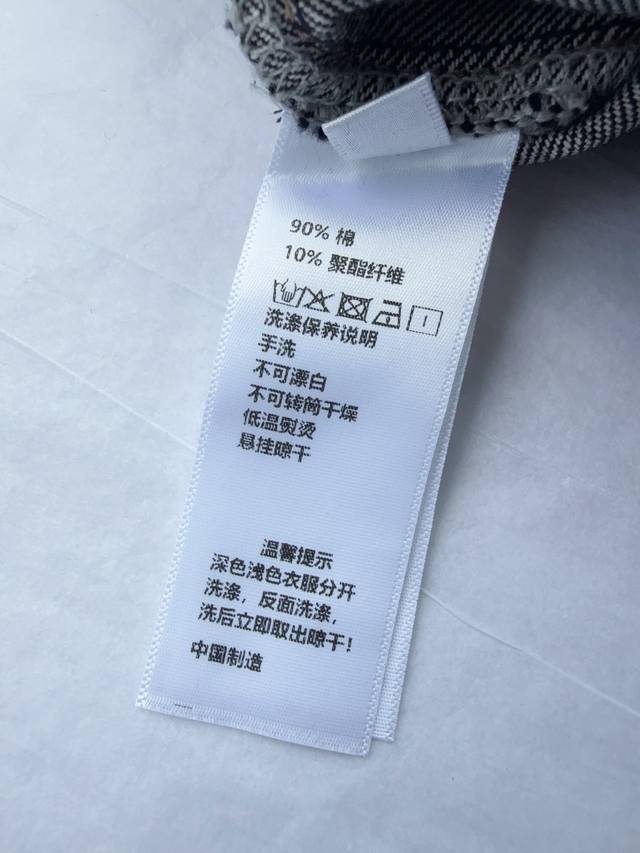 90% 棉
10% 聚酯纤维
洗涤保养说明
手洗
不可漂白
不可转筒干燥
低温熨烫
悬挂晾干
温馨提示
深色浅色衣服分开
洗涤，反面洗涤，
洗后立即取出晾干！
中国制造